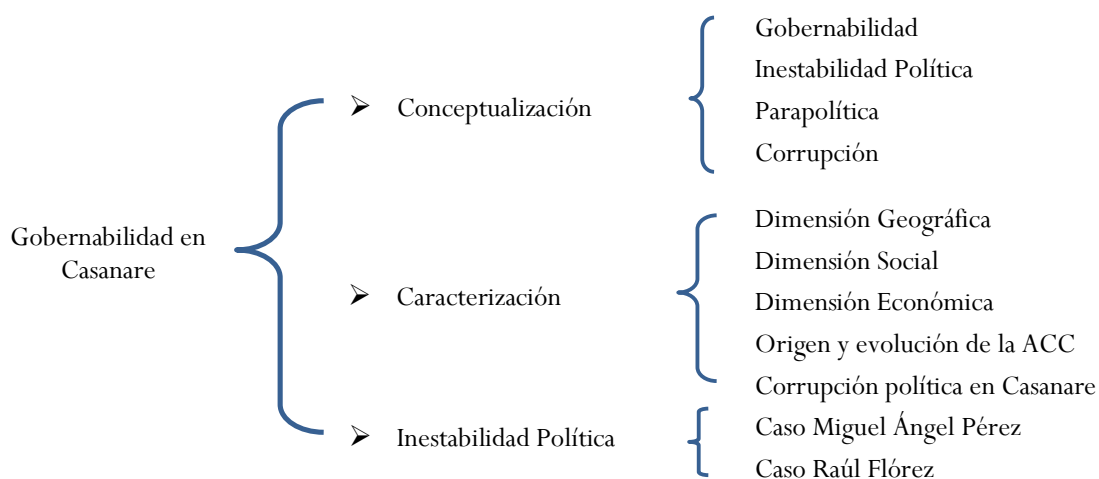 Gobernabilidad en
Casanare
➢ Conceptualización
Gobernabilidad
Inestabilidad Política
Parapolítica
Corrupción
➢ Caracterización
Dimensión Geográfica
Dimensión Social
Dimensión Económica
Origen y evolución de la ACC
Corrupción política en Casanare
➢ Inestabilidad Política
Caso Miguel Ángel Pérez
Caso Raúl Flórez